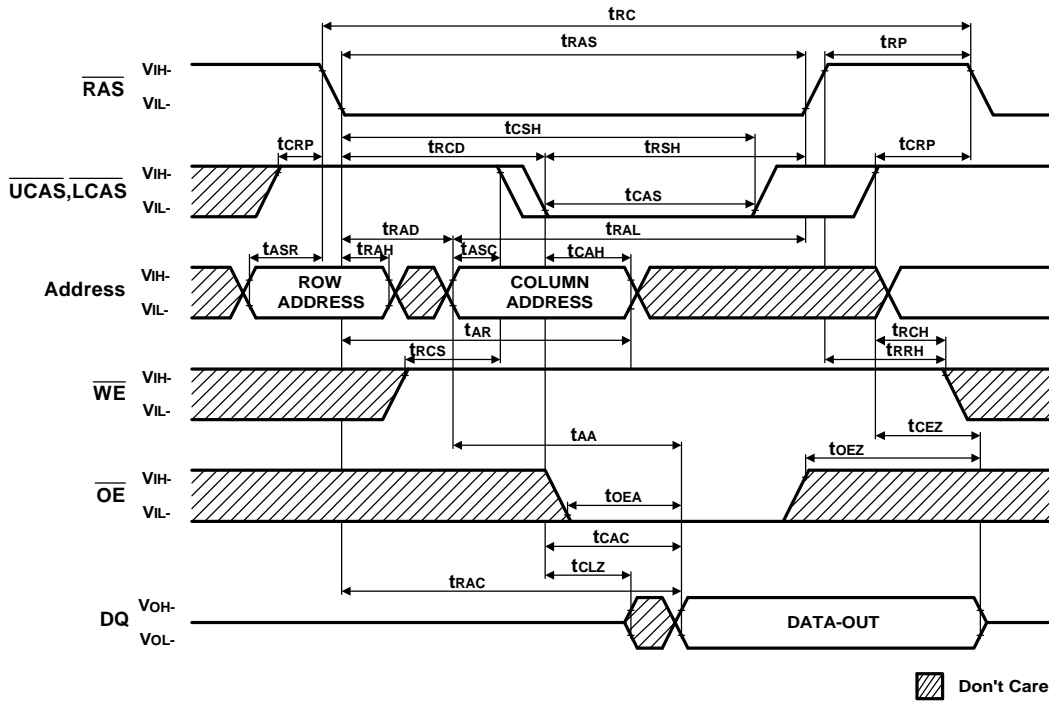 tRC
tRAS tRP
RAS VIH-
VIL-
tCSH
tCRP tRCD tRSH tCRP
UCAS,LCAS VIH-
VIL-
tCAS
tRAD tRAL
tASR tRAH tASC tCAH
Address VIH-
VIL-
ROW
ADDRESS
COLUMN
ADDRESS
tAR tRCH
tRCS tRRH
WE VIH-
VIL-
tCEZ
tAA tOEZ
OE VIH-
VIL-
tOEA
tCAC
tCLZ
tRAC
DQ VOH-
VOL-
DATA-OUT
Don't Care